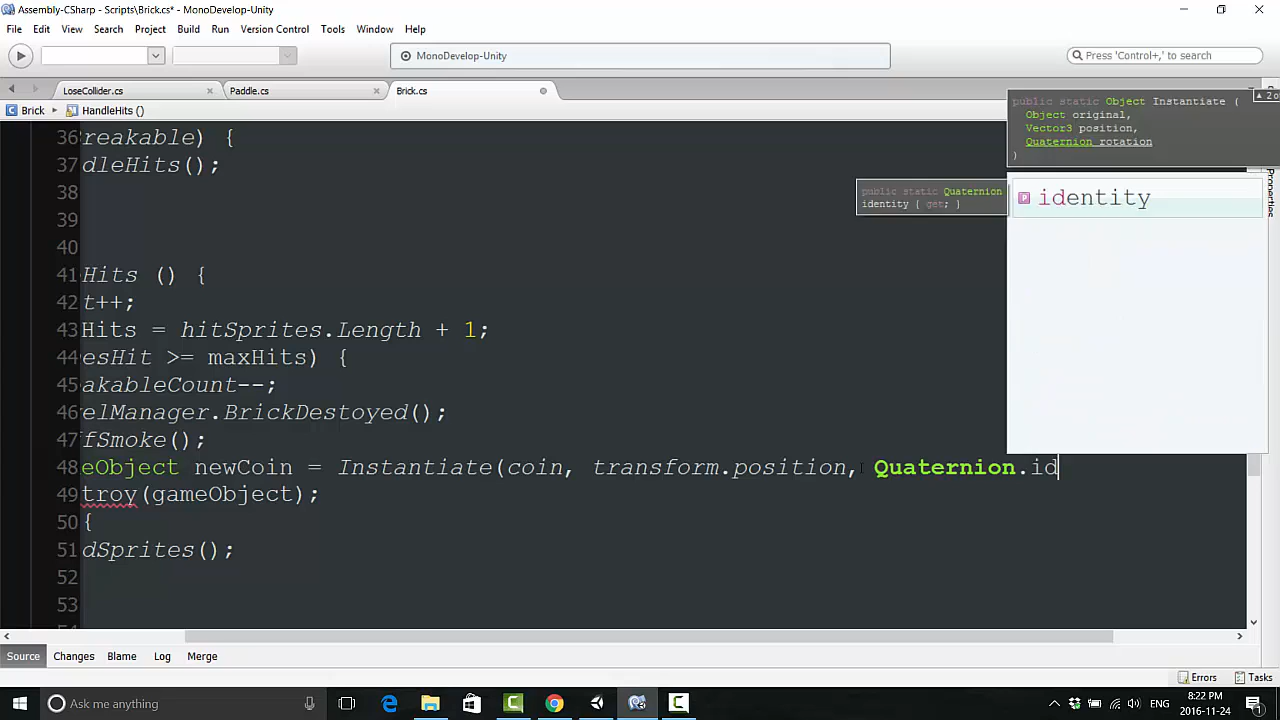 Assembly-CSharp - Scripts\Brick.cs* - MonoDevelop-Unity
File Edit View Search Project Build Run Version Control Tools Window Help
MonoDevelop-Unity
Press 'Control+,' to search
LoseCollider.cs × Paddle.cs × Brick.cs
Brick HandleHits ()
public static Object Instantiate (
Object original,
Vector3 position,
Quaternion rotation
)
▲ 2 o
Properties
public static Quaternion
identity { get; }
identity
36 reakable) {
37 dleHits();
38
39
40
41 Hits () {
42 t++;
43 Hits = hitSprites.Length + 1;
44 esHit >= maxHits) {
45 akableCount--;
46 elManager.BrickDestoyed();
47 fSmoke();
48 eObject newCoin = Instantiate(coin, transform.position, Quaternion.id
49 troy(gameObject);
50 {
51 dSprites();
52
53
Source Changes Blame Log Merge
Errors Tasks
Ask me anything
ENG
8:22 PM
2016-11-24